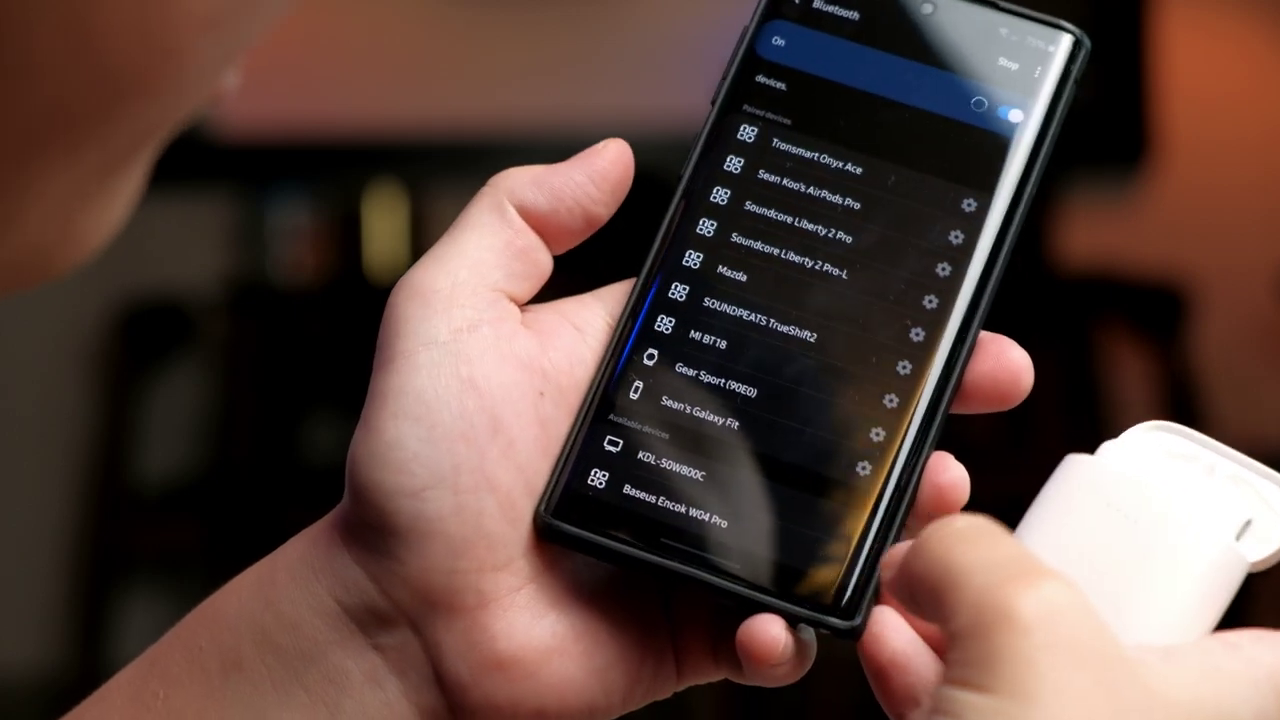 Bluetooth
On
Stop
devices.
Paired devices
Tronsmart Onyx Ace
Sean Koo's AirPods Pro
Soundcore Liberty 2 Pro
Soundcore Liberty 2 Pro-L
Mazda
SOUNDPEATS TrueShift2
MI BT18
Gear Sport (90E0)
Sean's Galaxy Fit
Available devices
KDL-50W800C
Baseus Encok W04 Pro